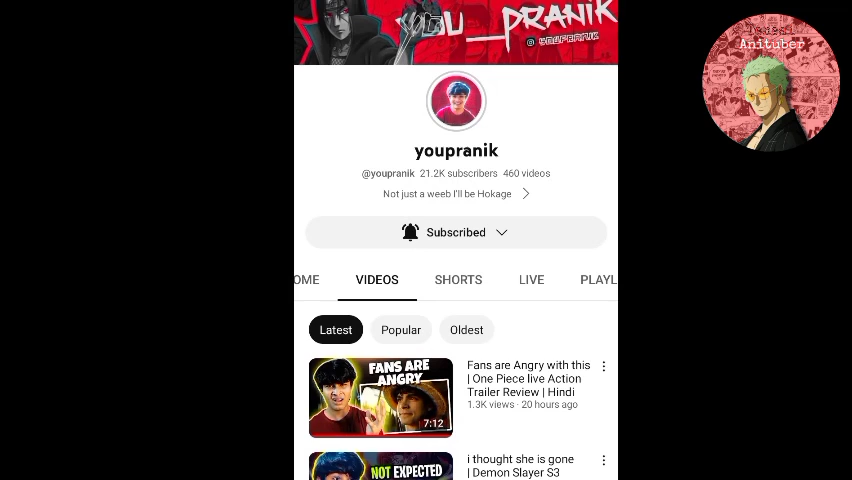 YOU_PRANIK
@ YOUPRANIK
Anituber
youpranik
@youpranik 21.2K subscribers 460 videos
Not just a weeb I'll be Hokage
Subscribed
OME VIDEOS SHORTS LIVE PLAYL
Latest Popular Oldest
FANS ARE
ANGRY
7:12
Fans are Angry with this
| One Piece live Action
Trailer Review | Hindi
1.3K views · 20 hours ago
NOT EXPECTED
i thought she is gone
| Demon Slayer S3